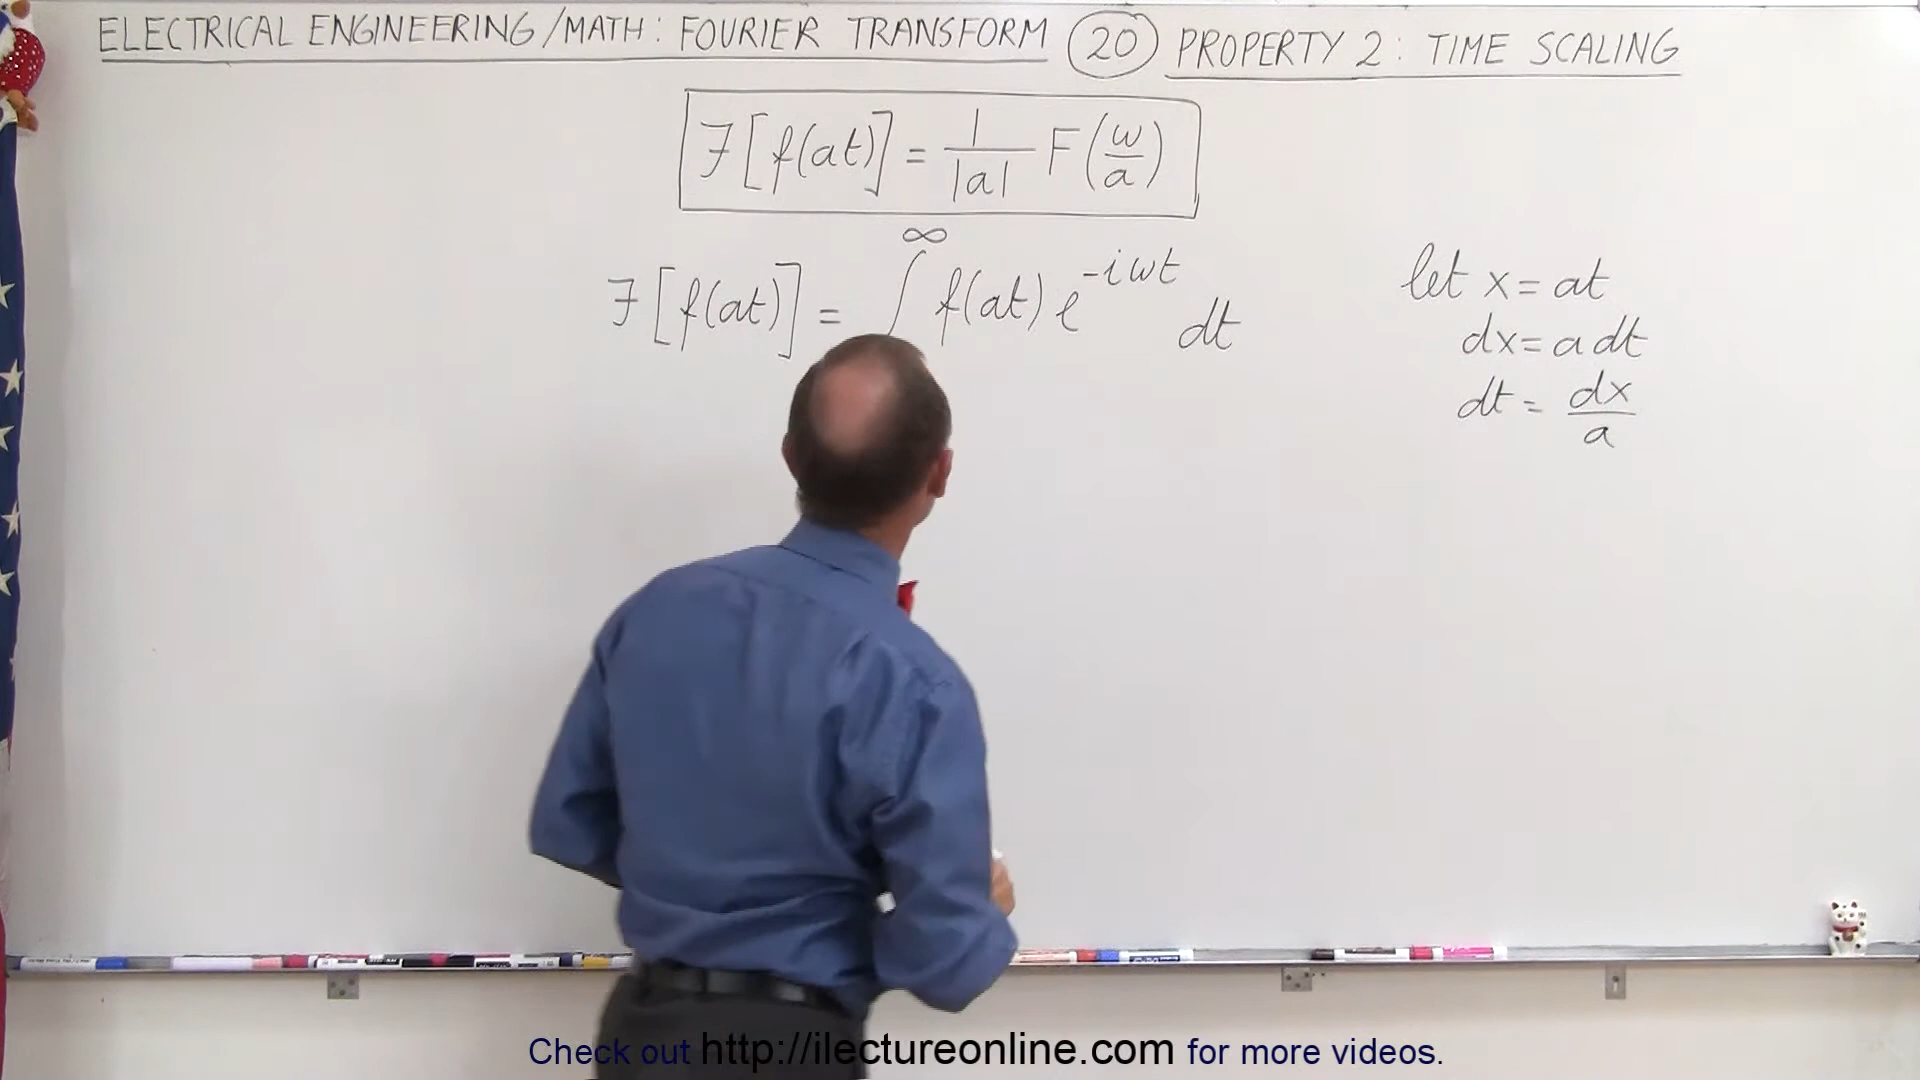 ELECTRICAL ENGINEERING/MATH: FOURIER TRANSFORM (20) PROPERTY 2: TIME SCALING
ℱ[f(at)] = 1/|a| F(ω/a)
ℱ[f(at)] = ∫^∞ f(at) e^{-iωt} dt
let x = at
dx = a dt
dt = dx/a
Check out http://ilectureonline.com for more videos.